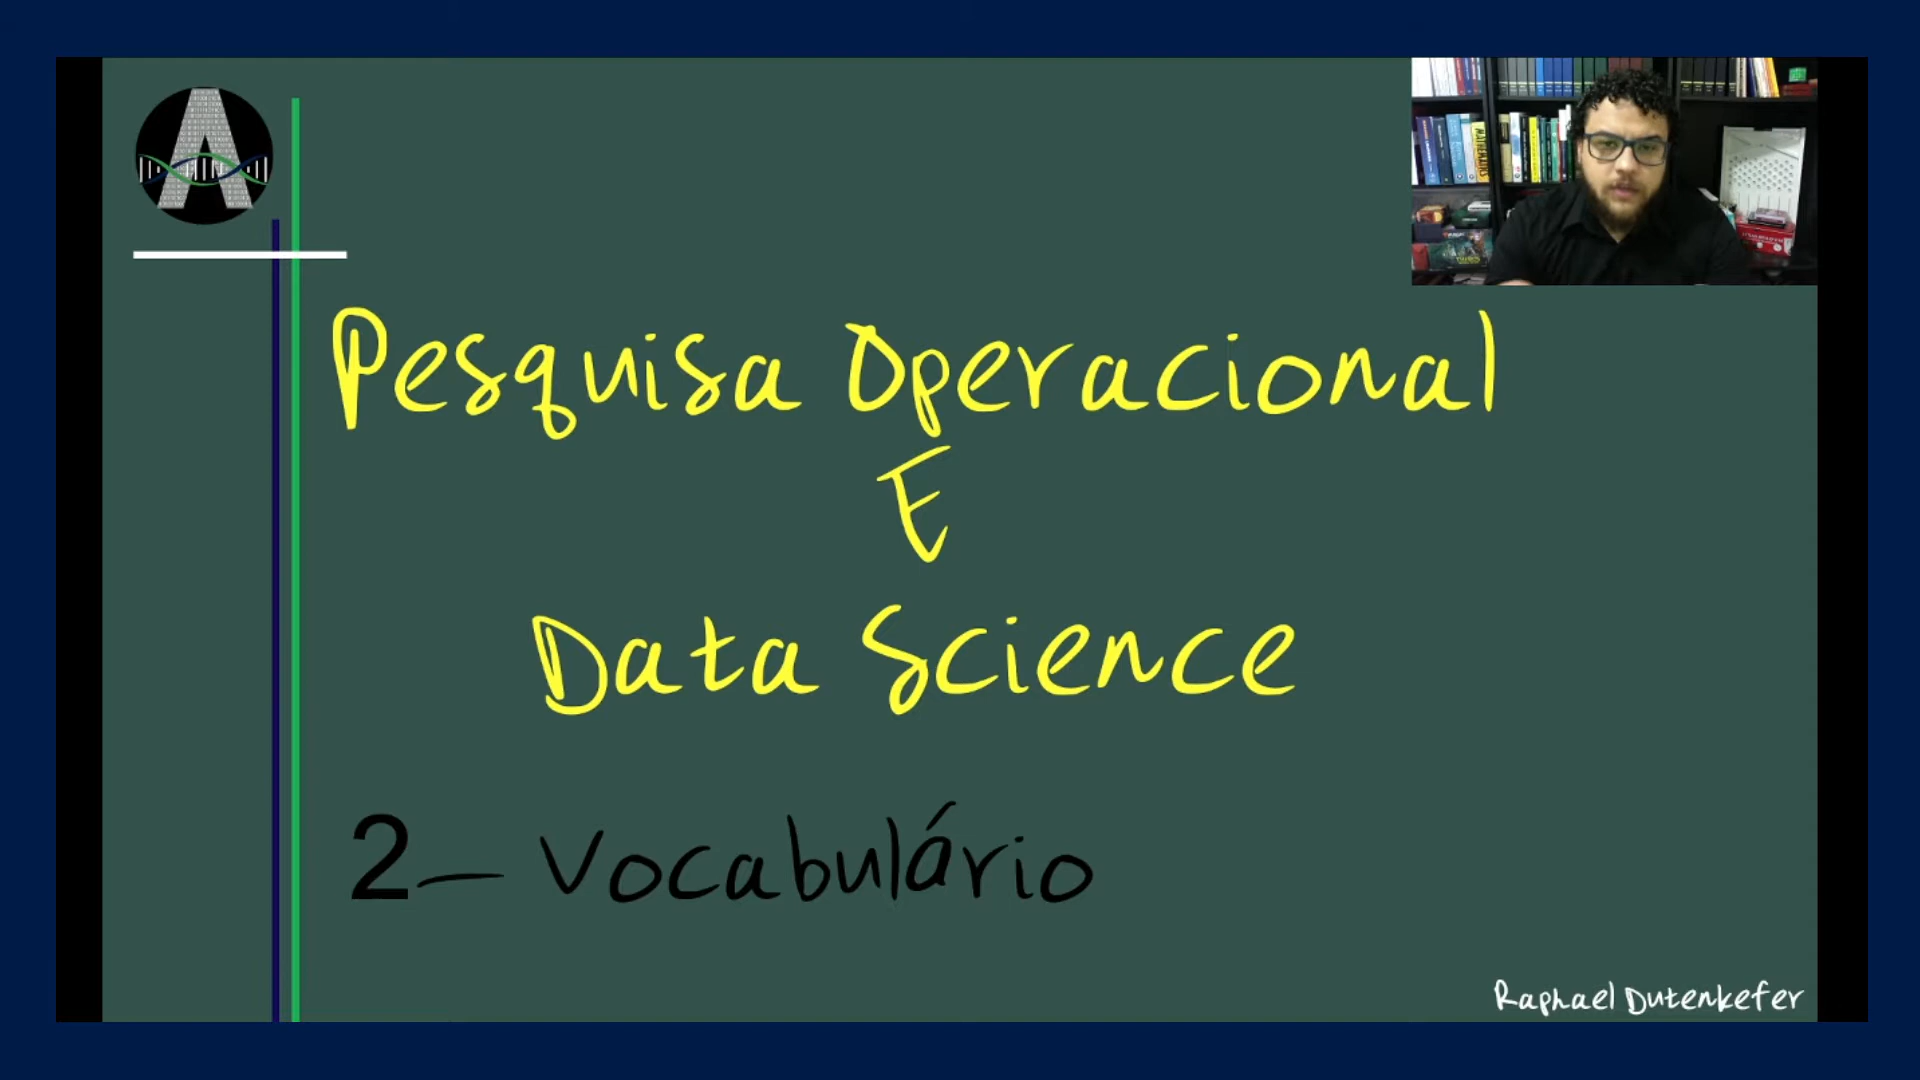 Pesquisa Operacional
E
Data Science
2- Vocabulário
Raphael Dutenkefer